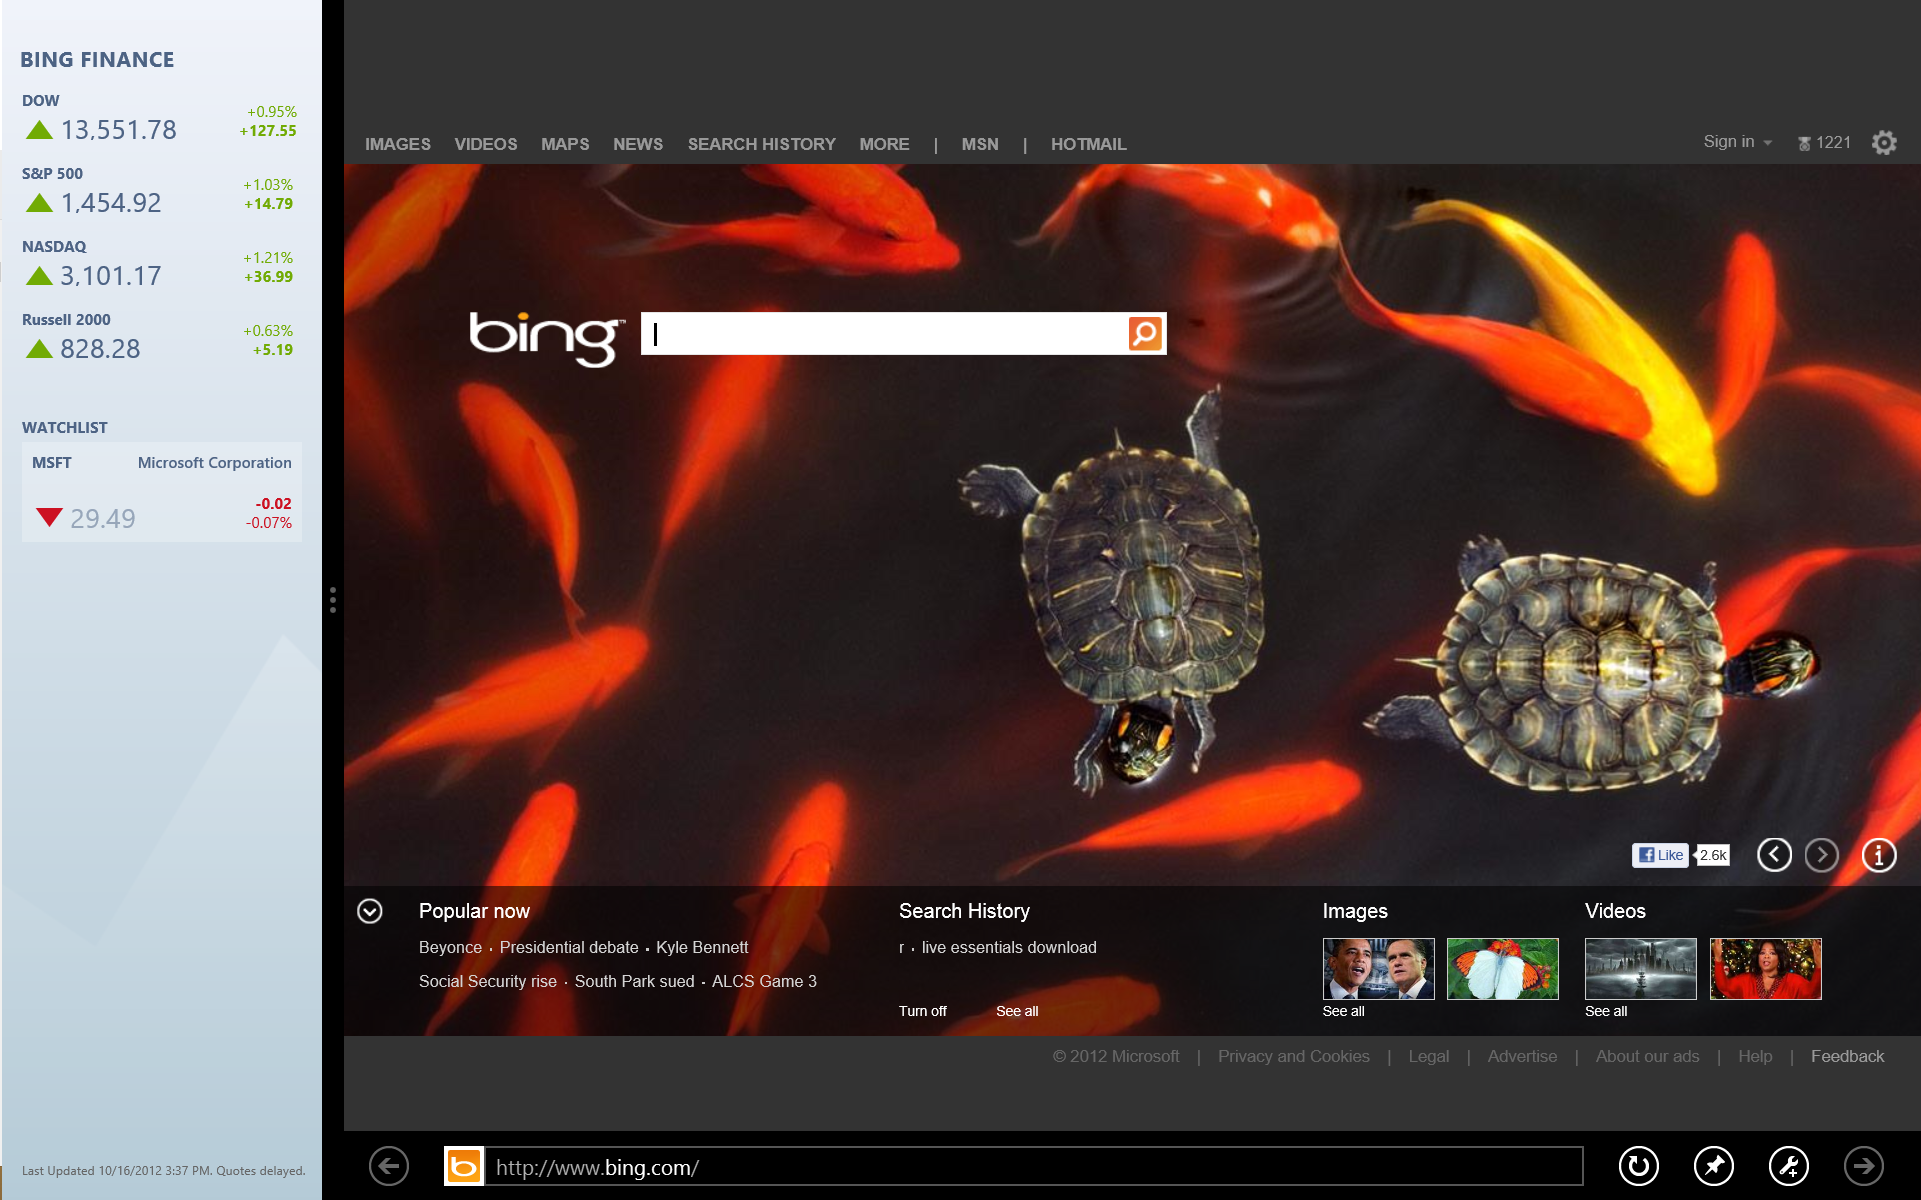 BING FINANCE
DOW
13,551.78
+0.95%
+127.55
S&P 500
1,454.92
+1.03%
+14.79
NASDAQ
3,101.17
+1.21%
+36.99
Russell 2000
828.28
+0.63%
+5.19
WATCHLIST
MSFT Microsoft Corporation
29.49
-0.02
-0.07%
Last Updated 10/16/2012 3:37 PM. Quotes delayed.
IMAGES VIDEOS MAPS NEWS SEARCH HISTORY MORE | MSN | HOTMAIL
Sign in 1221
bing™
Like 2.6k
Popular now
Beyonce · Presidential debate · Kyle Bennett
Social Security rise · South Park sued · ALCS Game 3
Search History
r · live essentials download
Turn off See all
Images
See all
Videos
See all
© 2012 Microsoft | Privacy and Cookies | Legal | Advertise | About our ads | Help | Feedback
http://www.bing.com/